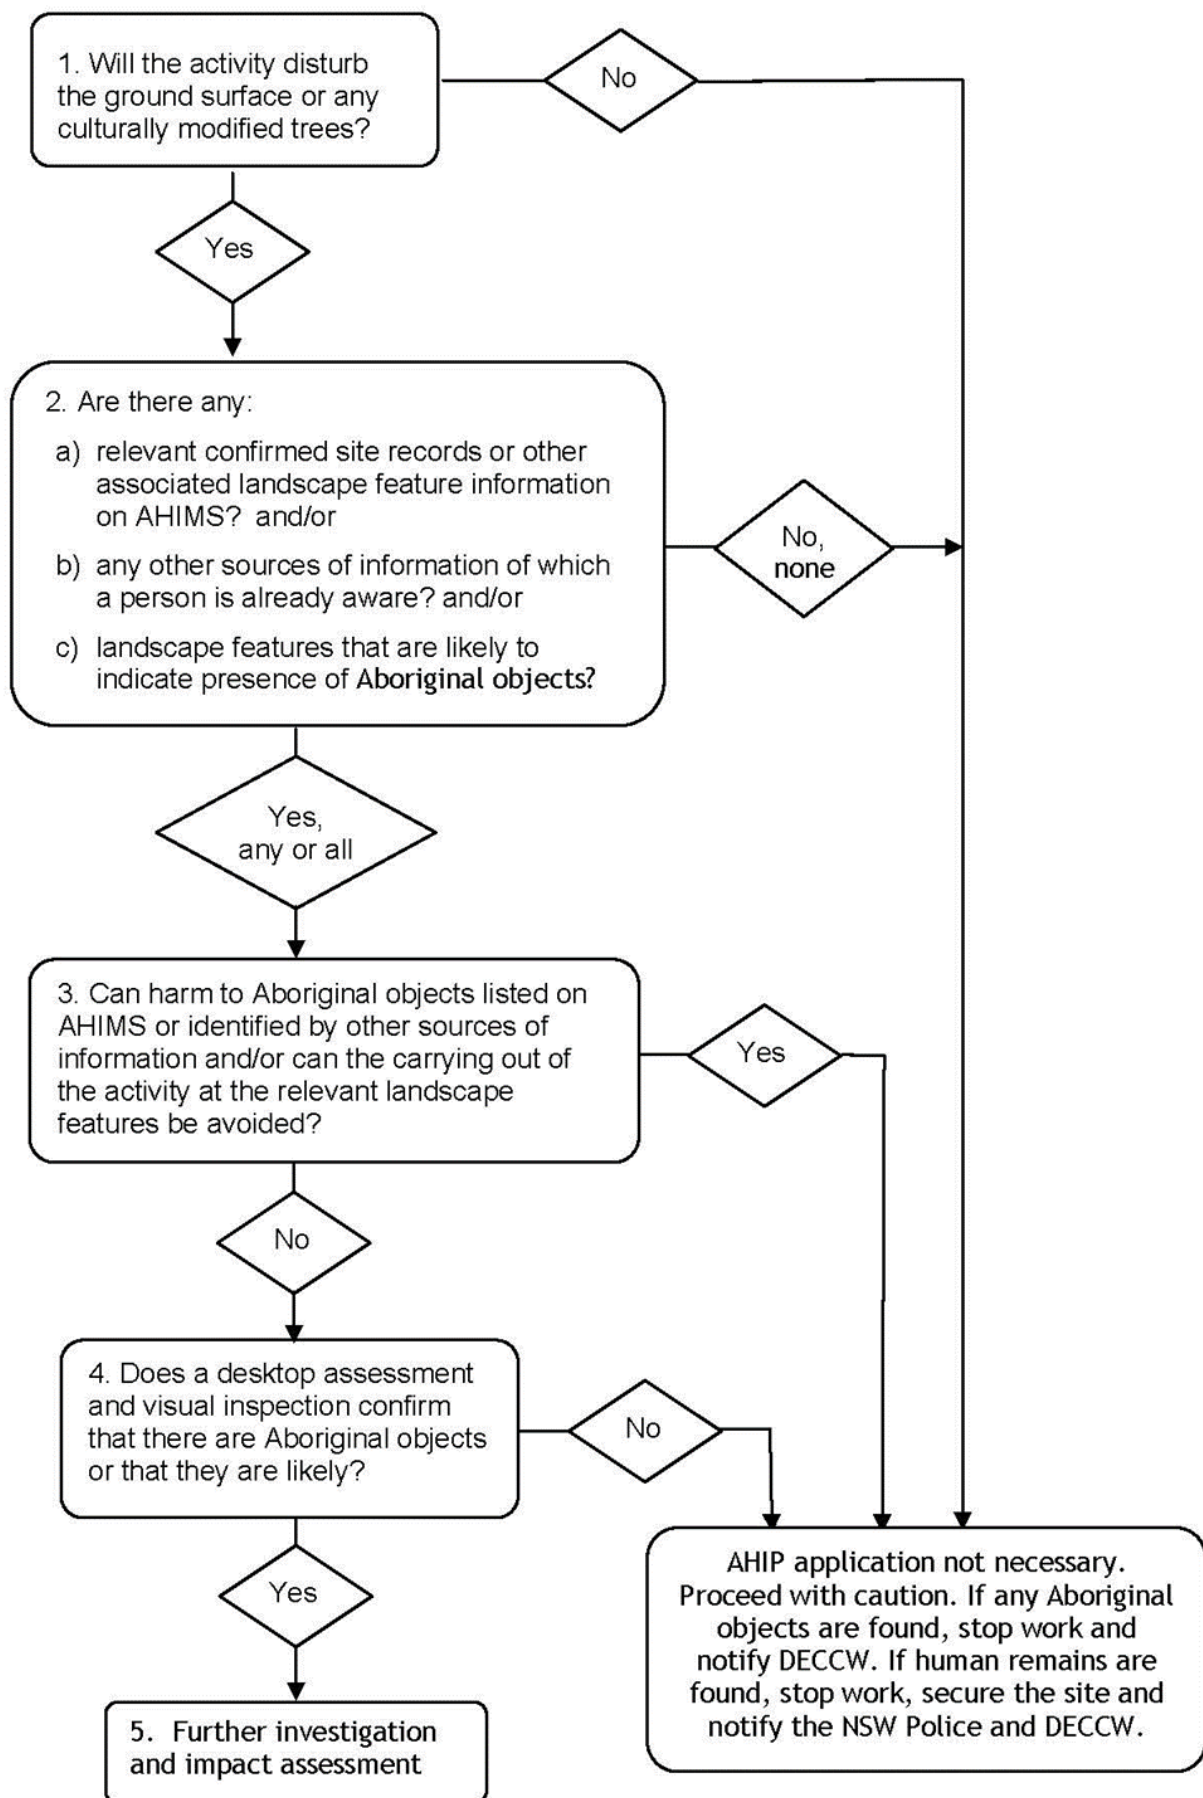 1. Will the activity disturb
the ground surface or any
culturally modified trees?
No
Yes
2. Are there any:
a) relevant confirmed site records or other
associated landscape feature information
on AHIMS? and/or
b) any other sources of information of which
a person is already aware? and/or
c) landscape features that are likely to
indicate presence of Aboriginal objects?
No,
none
Yes,
any or all
3. Can harm to Aboriginal objects listed on
AHIMS or identified by other sources of
information and/or can the carrying out of
the activity at the relevant landscape
features be avoided?
Yes
No
4. Does a desktop assessment
and visual inspection confirm
that there are Aboriginal objects
or that they are likely?
No
Yes
5. Further investigation
and impact assessment
AHIP application not necessary.
Proceed with caution. If any Aboriginal
objects are found, stop work and
notify DECCW. If human remains are
found, stop work, secure the site and
notify the NSW Police and DECCW.